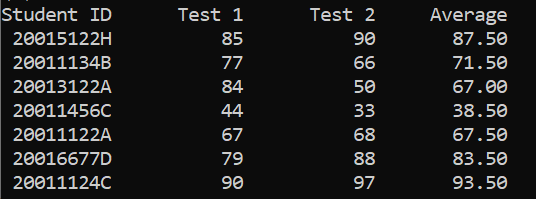 Student ID Test 1 Test 2 Average
20015122H 85 90 87.50
20011134B 77 66 71.50
20013122A 84 50 67.00
20011456C 44 33 38.50
20011122A 67 68 67.50
20016677D 79 88 83.50
20011124C 90 97 93.50